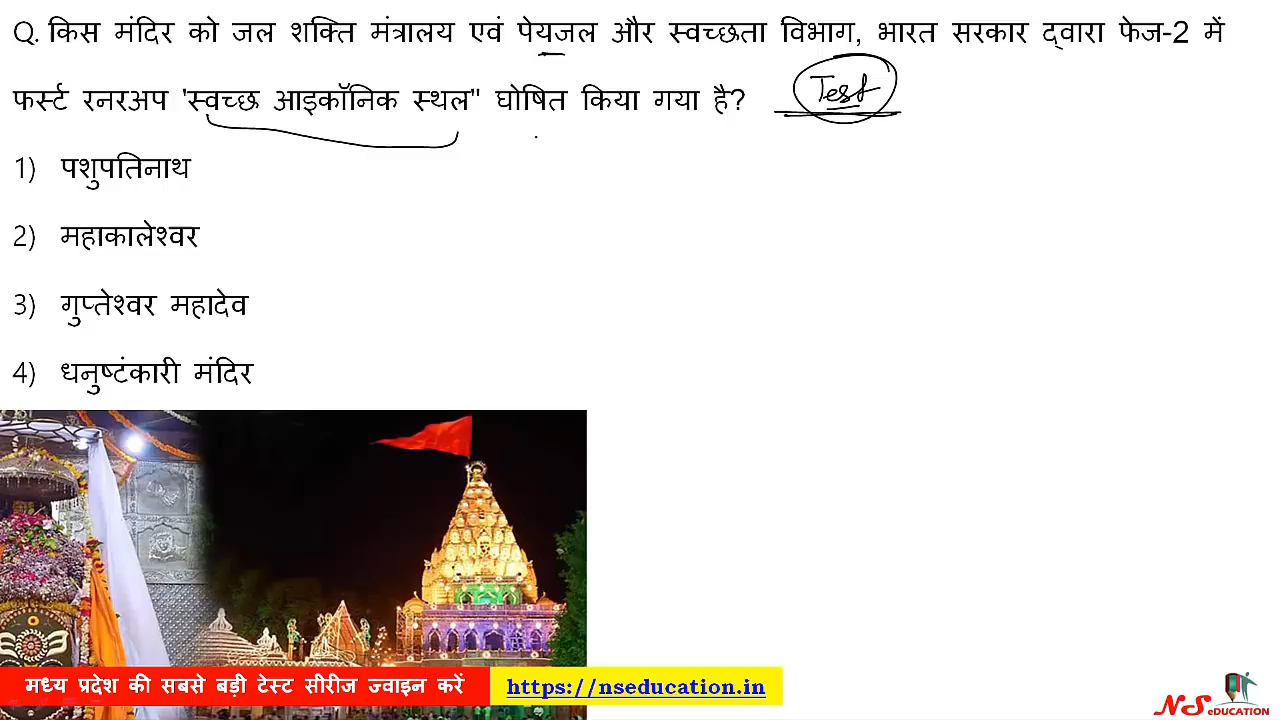 Q. किस मंदिर को जल शक्ति मंत्रालय एवं पेयजल और स्वच्छता विभाग, भारत सरकार द्वारा फेज-2 में
फर्स्ट रनरअप 'स्वच्छ आइकॉनिक स्थल" घोषित किया गया है? Test
1) पशुपतिनाथ
2) महाकालेश्वर
3) गुप्तेश्वर महादेव
4) धनुष्टंकारी मंदिर
मध्य प्रदेश की सबसे बड़ी टेस्ट सीरीज ज्वाइन करें https://nseducation.in
NS eDUCATION